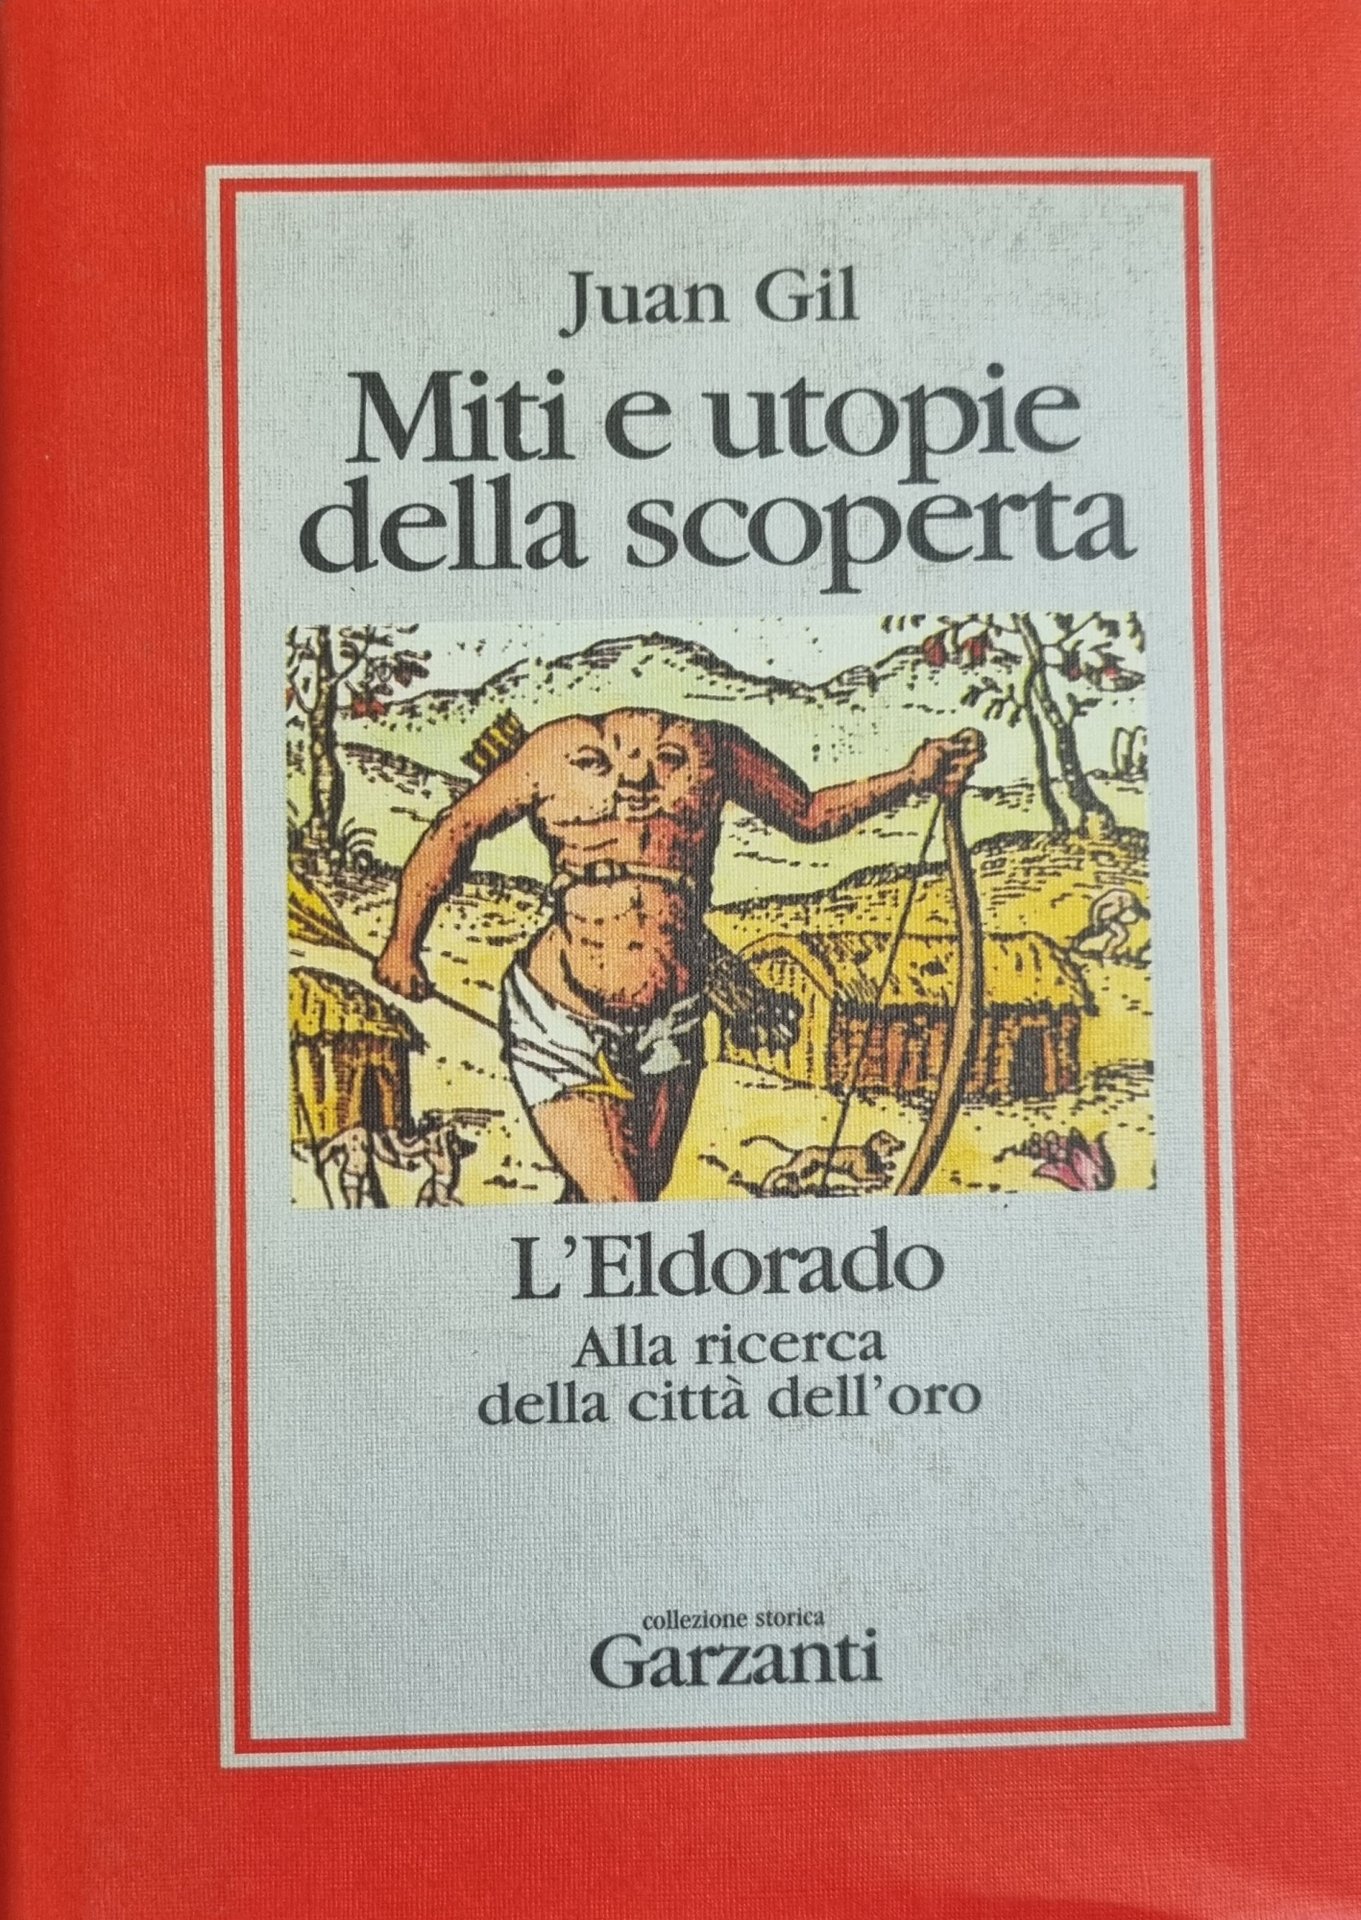 Juan Gil
Miti e utopie
della scoperta
L'Eldorado
Alla ricerca
della città dell'oro
collezione storica
Garzanti